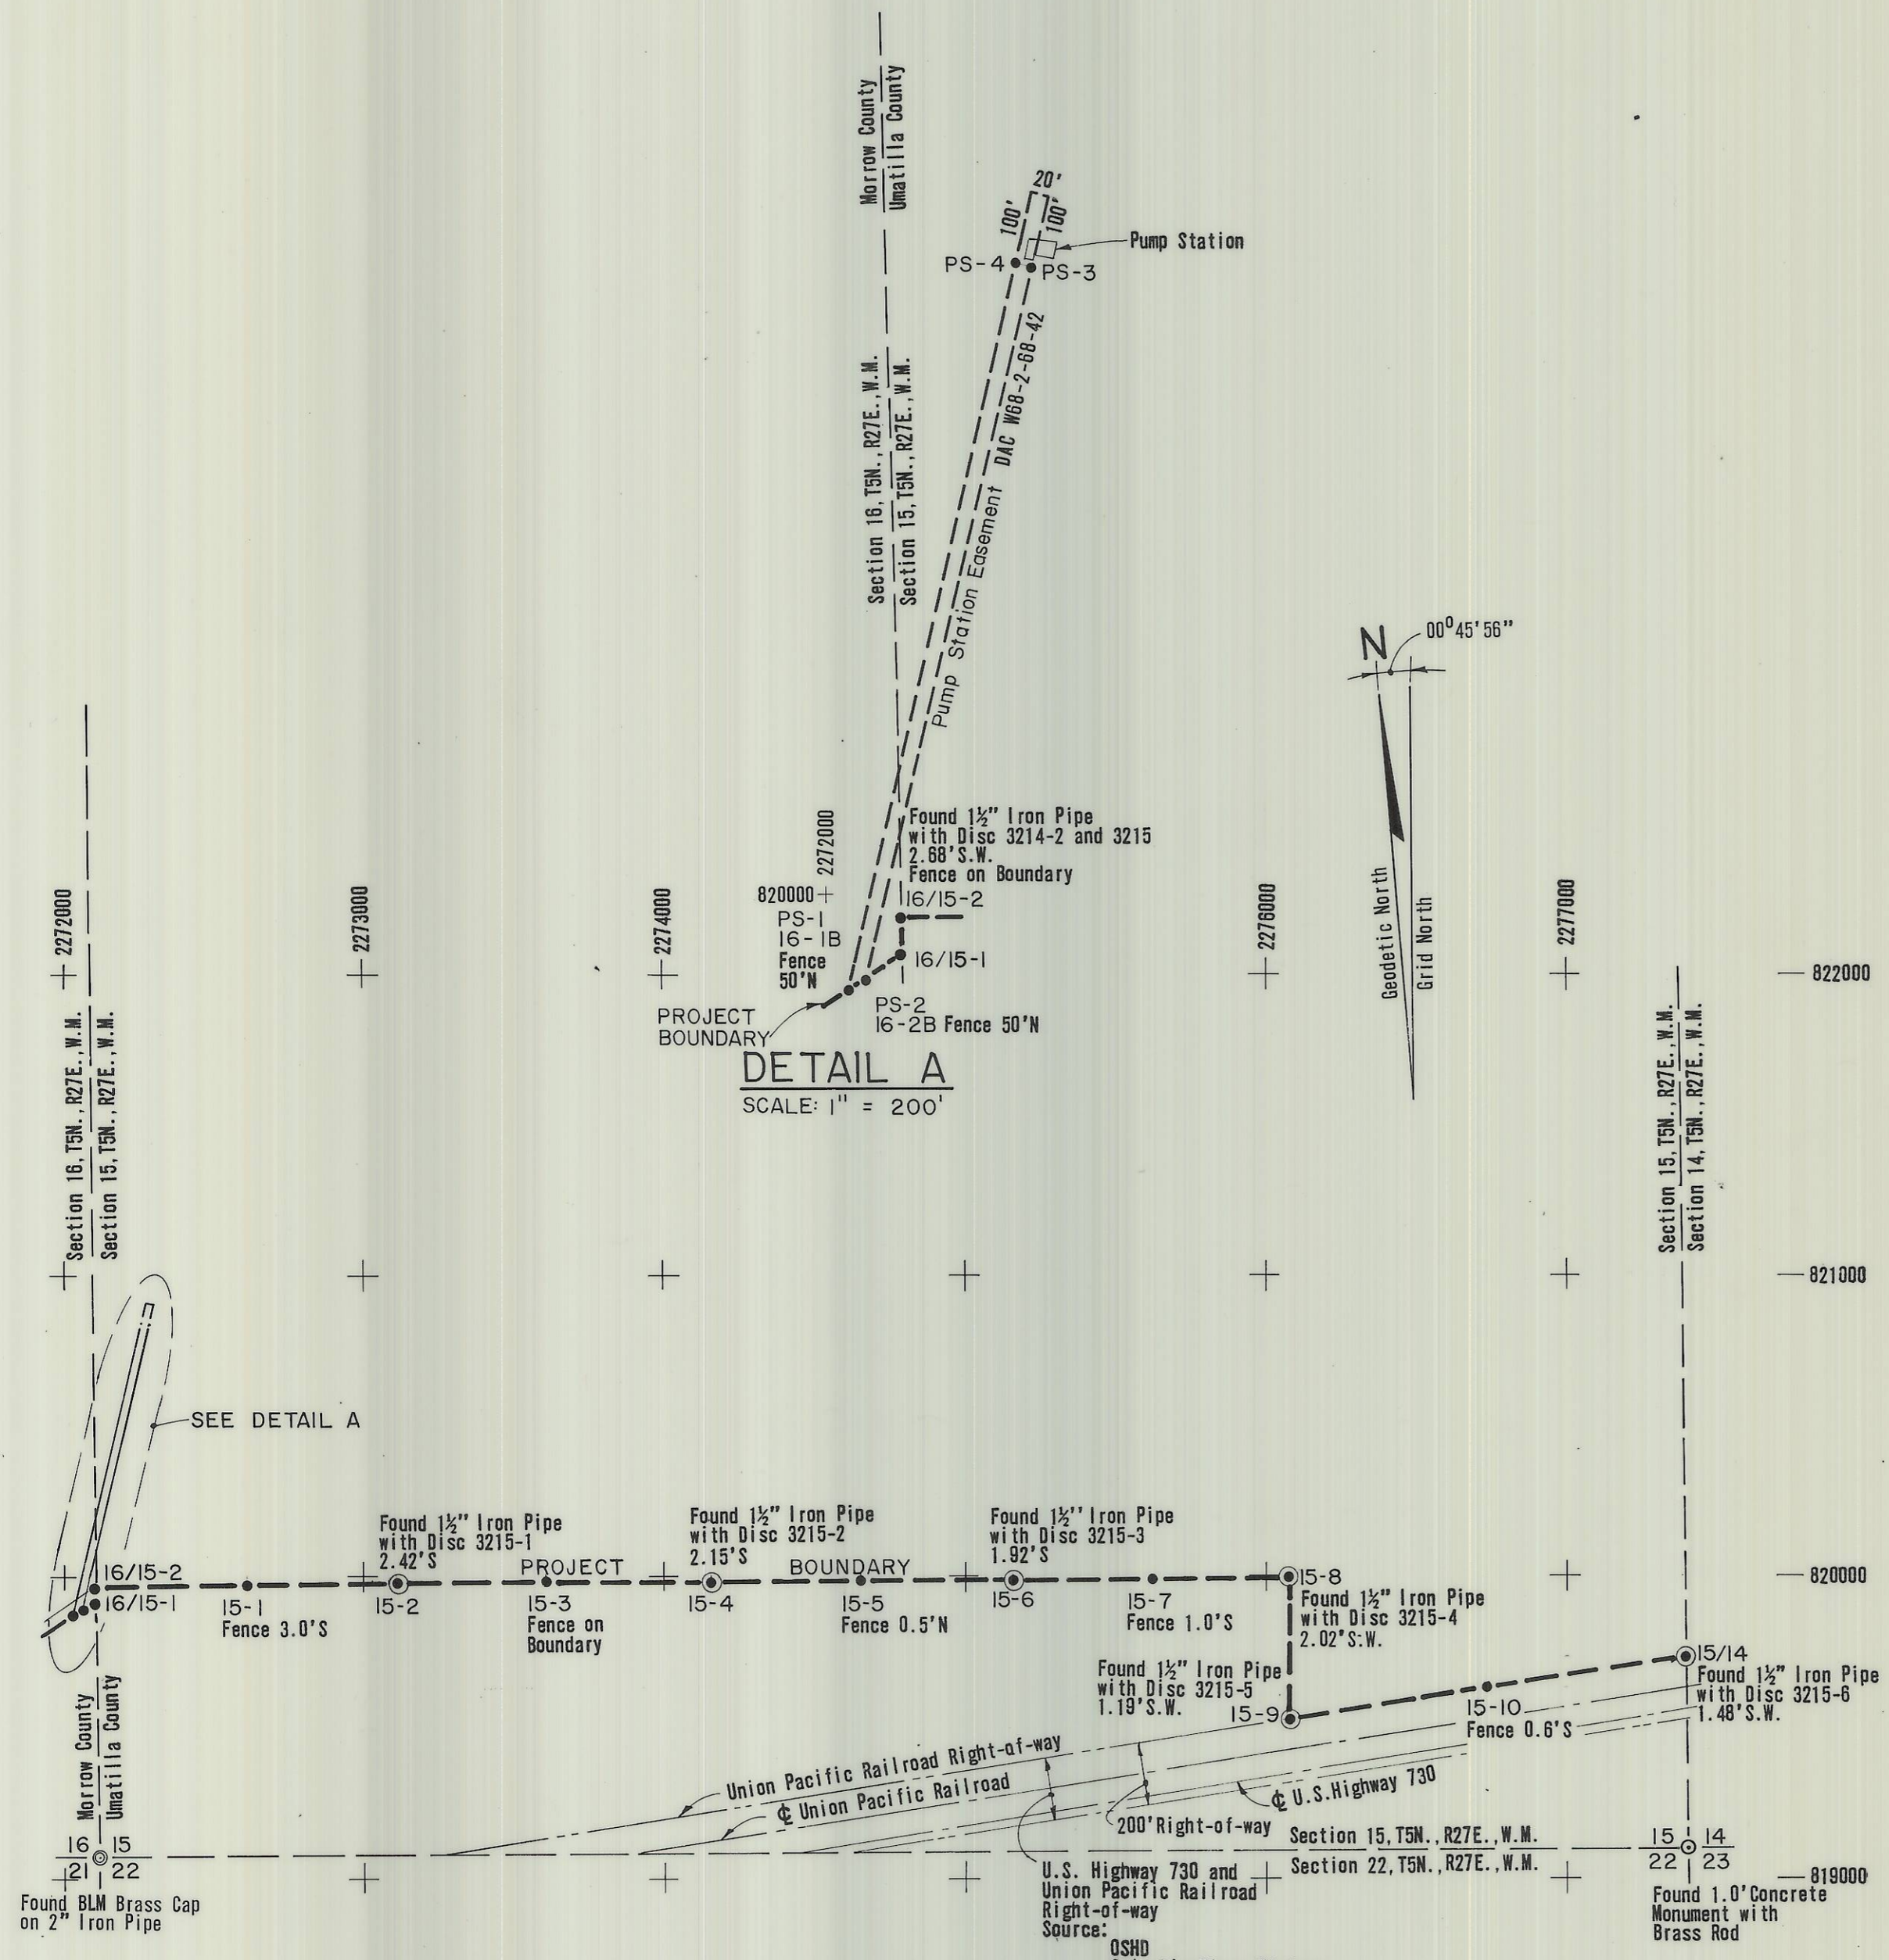 Morrow County
Umatilla County
20'
100'
100'
Pump Station
PS-4
PS-3
Section 16, T5N., R27E., W.M.
Section 15, T5N., R27E., W.M.
Pump Station Easement DAC W68-2-68-42
N
00°45'56"
Geodetic North
Grid North
Found 1½" Iron Pipe
with Disc 3214-2 and 3215
2.68'S.W.
Fence on Boundary
2272000
820000
16/15-2
PS-1
16-1B
Fence
50'N
16/15-1
PS-2
16-2B Fence 50'N
PROJECT
BOUNDARY
DETAIL A
SCALE: 1" = 200'
2272000
2273000
2274000
2276000
2277000
822000
Section 16, T5N., R27E., W.M.
Section 15, T5N., R27E., W.M.
Section 15, T5N., R27E., W.M.
Section 14, T5N., R27E., W.M.
821000
SEE DETAIL A
16/15-2
16/15-1
15-1
Fence 3.0'S
Found 1½" Iron Pipe
with Disc 3215-1
2.42'S
15-2
PROJECT
15-3
Fence on
Boundary
Found 1½" Iron Pipe
with Disc 3215-2
2.15'S
15-4
BOUNDARY
15-5
Fence 0.5'N
Found 1½" Iron Pipe
with Disc 3215-3
1.92'S
15-6
15-7
Fence 1.0'S
15-8
Found 1½" Iron Pipe
with Disc 3215-4
2.02'S.W.
820000
Found 1½" Iron Pipe
with Disc 3215-5
1.19'S.W.
15-9
15-10
Fence 0.6'S
15/14
Found 1½" Iron Pipe
with Disc 3215-6
1.48'S.W.
Morrow County
Umatilla County
Union Pacific Railroad Right-of-way
℄ Union Pacific Railroad
℄ U.S. Highway 730
200' Right-of-way
Section 15, T5N., R27E., W.M.
Section 22, T5N., R27E., W.M.
16 15
21 22
Found BLM Brass Cap
on 2" Iron Pipe
U.S. Highway 730 and
Union Pacific Railroad
Right-of-way
Source:
OSHD
15 14
22 23
819000
Found 1.0' Concrete
Monument with
Brass Rod